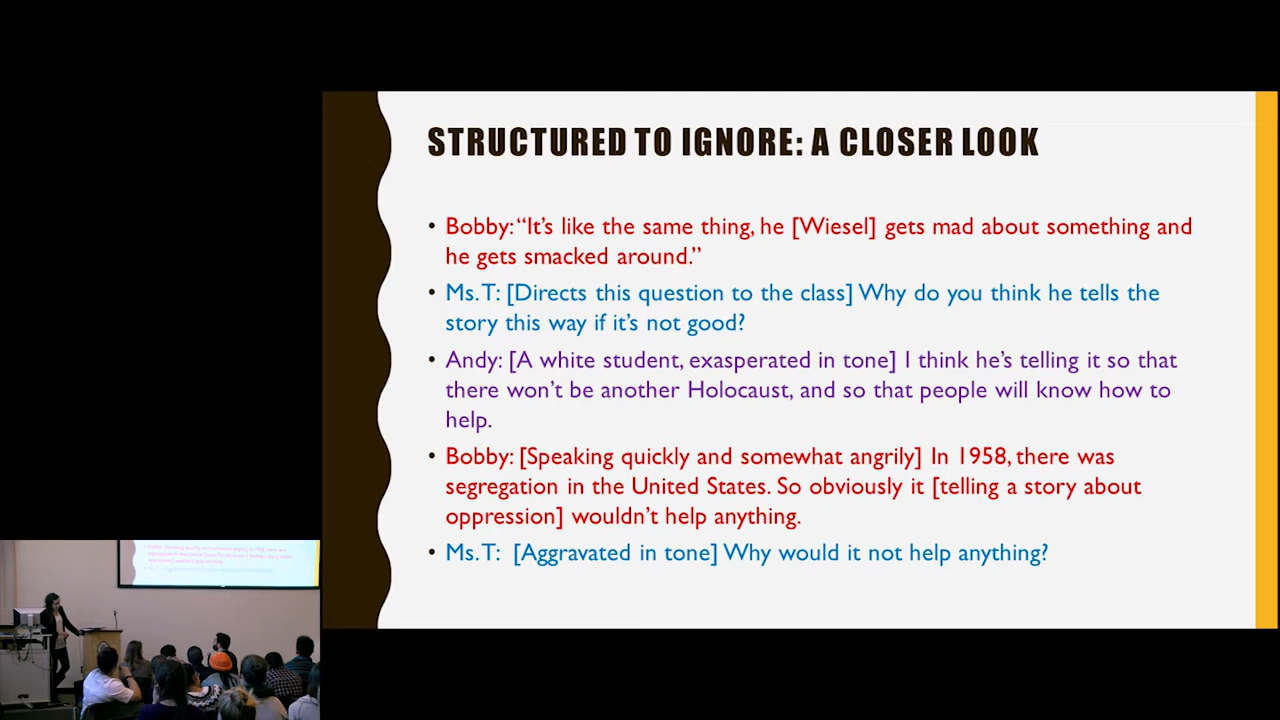 STRUCTURED TO IGNORE: A CLOSER LOOK
• Bobby: “It’s like the same thing, he [Wiesel] gets mad about something and
he gets smacked around.”
• Ms. T: [Directs this question to the class] Why do you think he tells the
story this way if it’s not good?
• Andy: [A white student, exasperated in tone] I think he’s telling it so that
there won’t be another Holocaust, and so that people will know how to
help.
• Bobby: [Speaking quickly and somewhat angrily] In 1958, there was
segregation in the United States. So obviously it [telling a story about
oppression] wouldn’t help anything.
• Ms. T: [Aggravated in tone] Why would it not help anything?